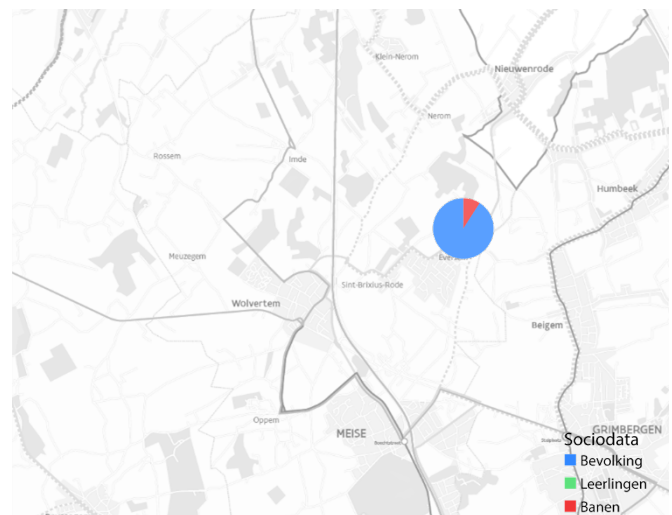 Klein-Nerom
Nieuwenrode
Nerom
Rossem
Imde
Humbeek
Meuzegem
Sint-Brixius-Rode
Wolvertem
Beigem
Oppem
MEISE
GRIMBERGEN
Sociodata
Bevolking
Leerlingen
Banen